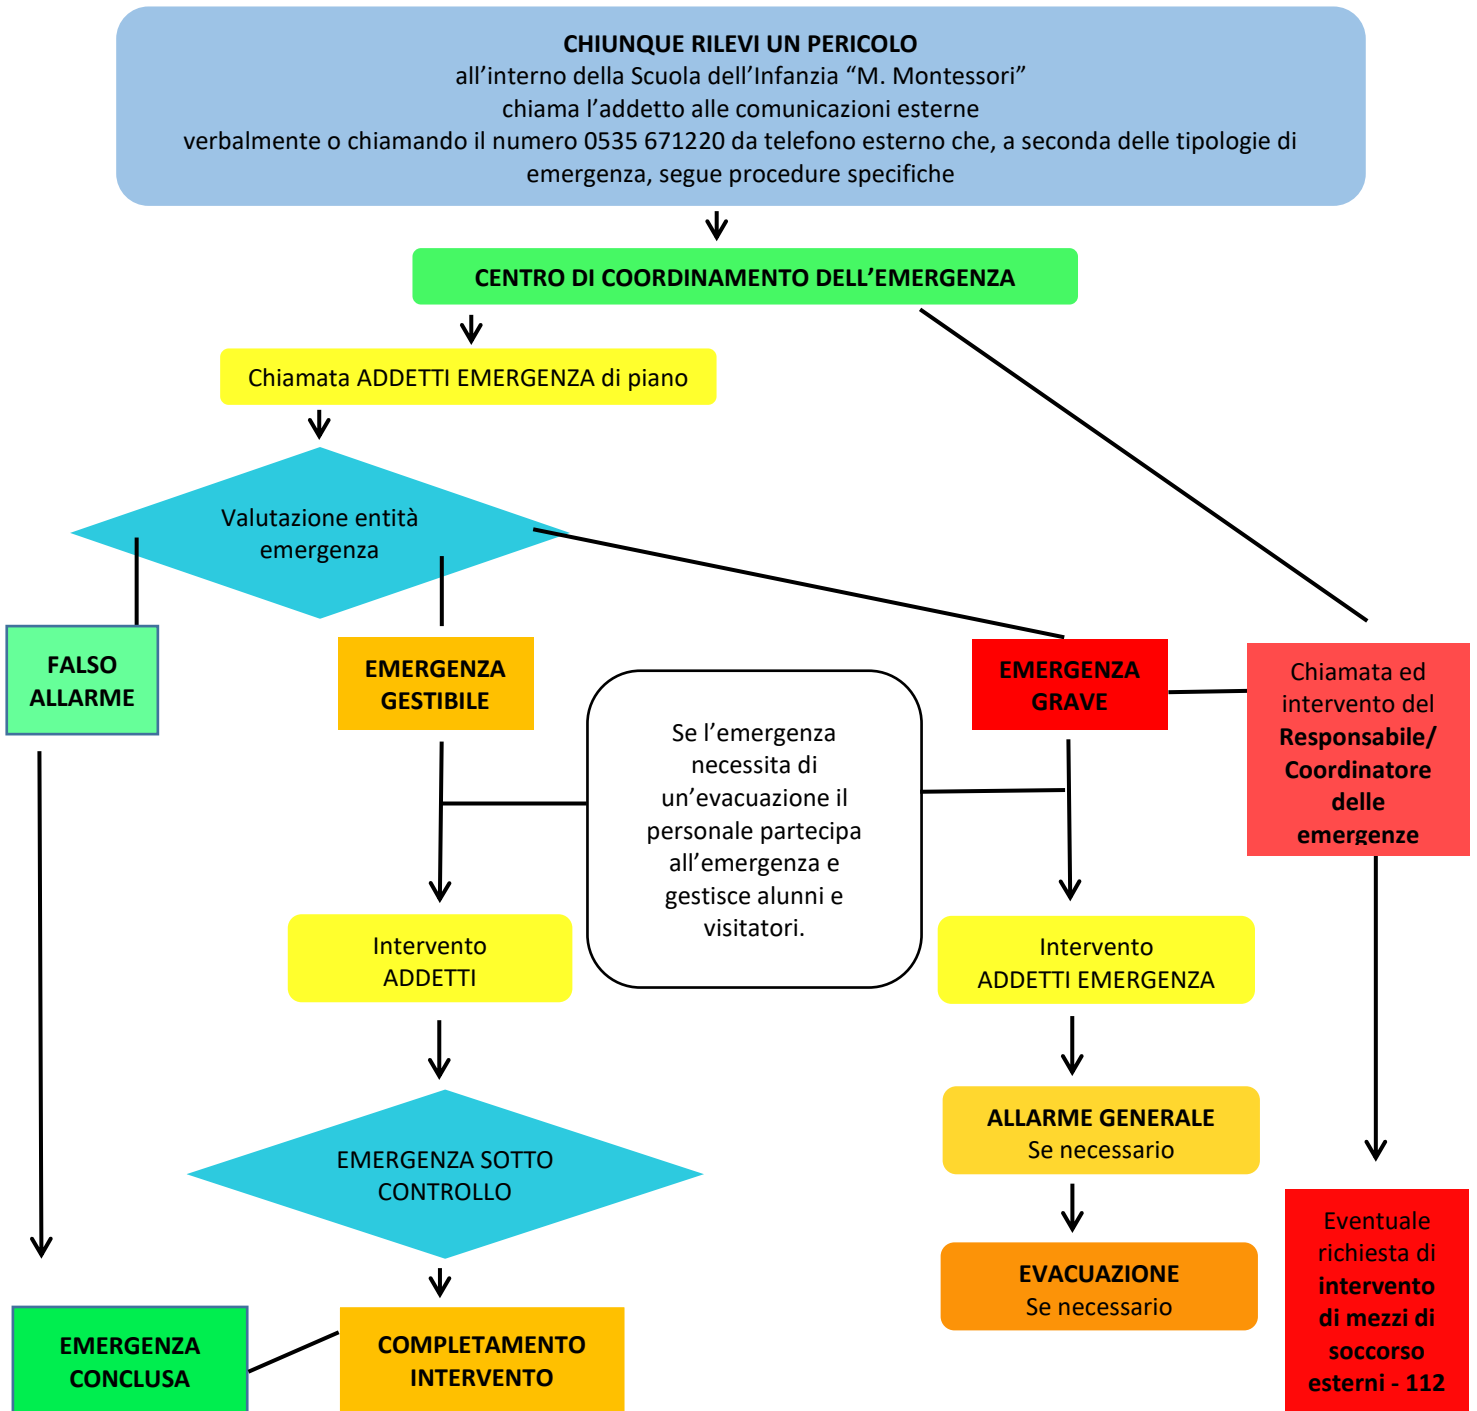 CHIUNQUE RILEVI UN PERICOLO
all’interno della Scuola dell’Infanzia “M. Montessori”
chiama l’addetto alle comunicazioni esterne
verbalmente o chiamando il numero 0535 671220 da telefono esterno che, a seconda delle tipologie di
emergenza, segue procedure specifiche
CENTRO DI COORDINAMENTO DELL’EMERGENZA
Chiamata ADDETTI EMERGENZA di piano
Valutazione entità
emergenza
FALSO
ALLARME
EMERGENZA
GESTIBILE
EMERGENZA
GRAVE
Chiamata ed
intervento del
Responsabile/
Coordinatore
delle
emergenze
Se l’emergenza
necessita di
un’evacuazione il
personale partecipa
all’emergenza e
gestisce alunni e
visitatori.
Intervento
ADDETTI
Intervento
ADDETTI EMERGENZA
EMERGENZA SOTTO
CONTROLLO
ALLARME GENERALE
Se necessario
EVACUAZIONE
Se necessario
Eventuale
richiesta di
intervento
di mezzi di
soccorso
esterni - 112
EMERGENZA
CONCLUSA
COMPLETAMENTO
INTERVENTO